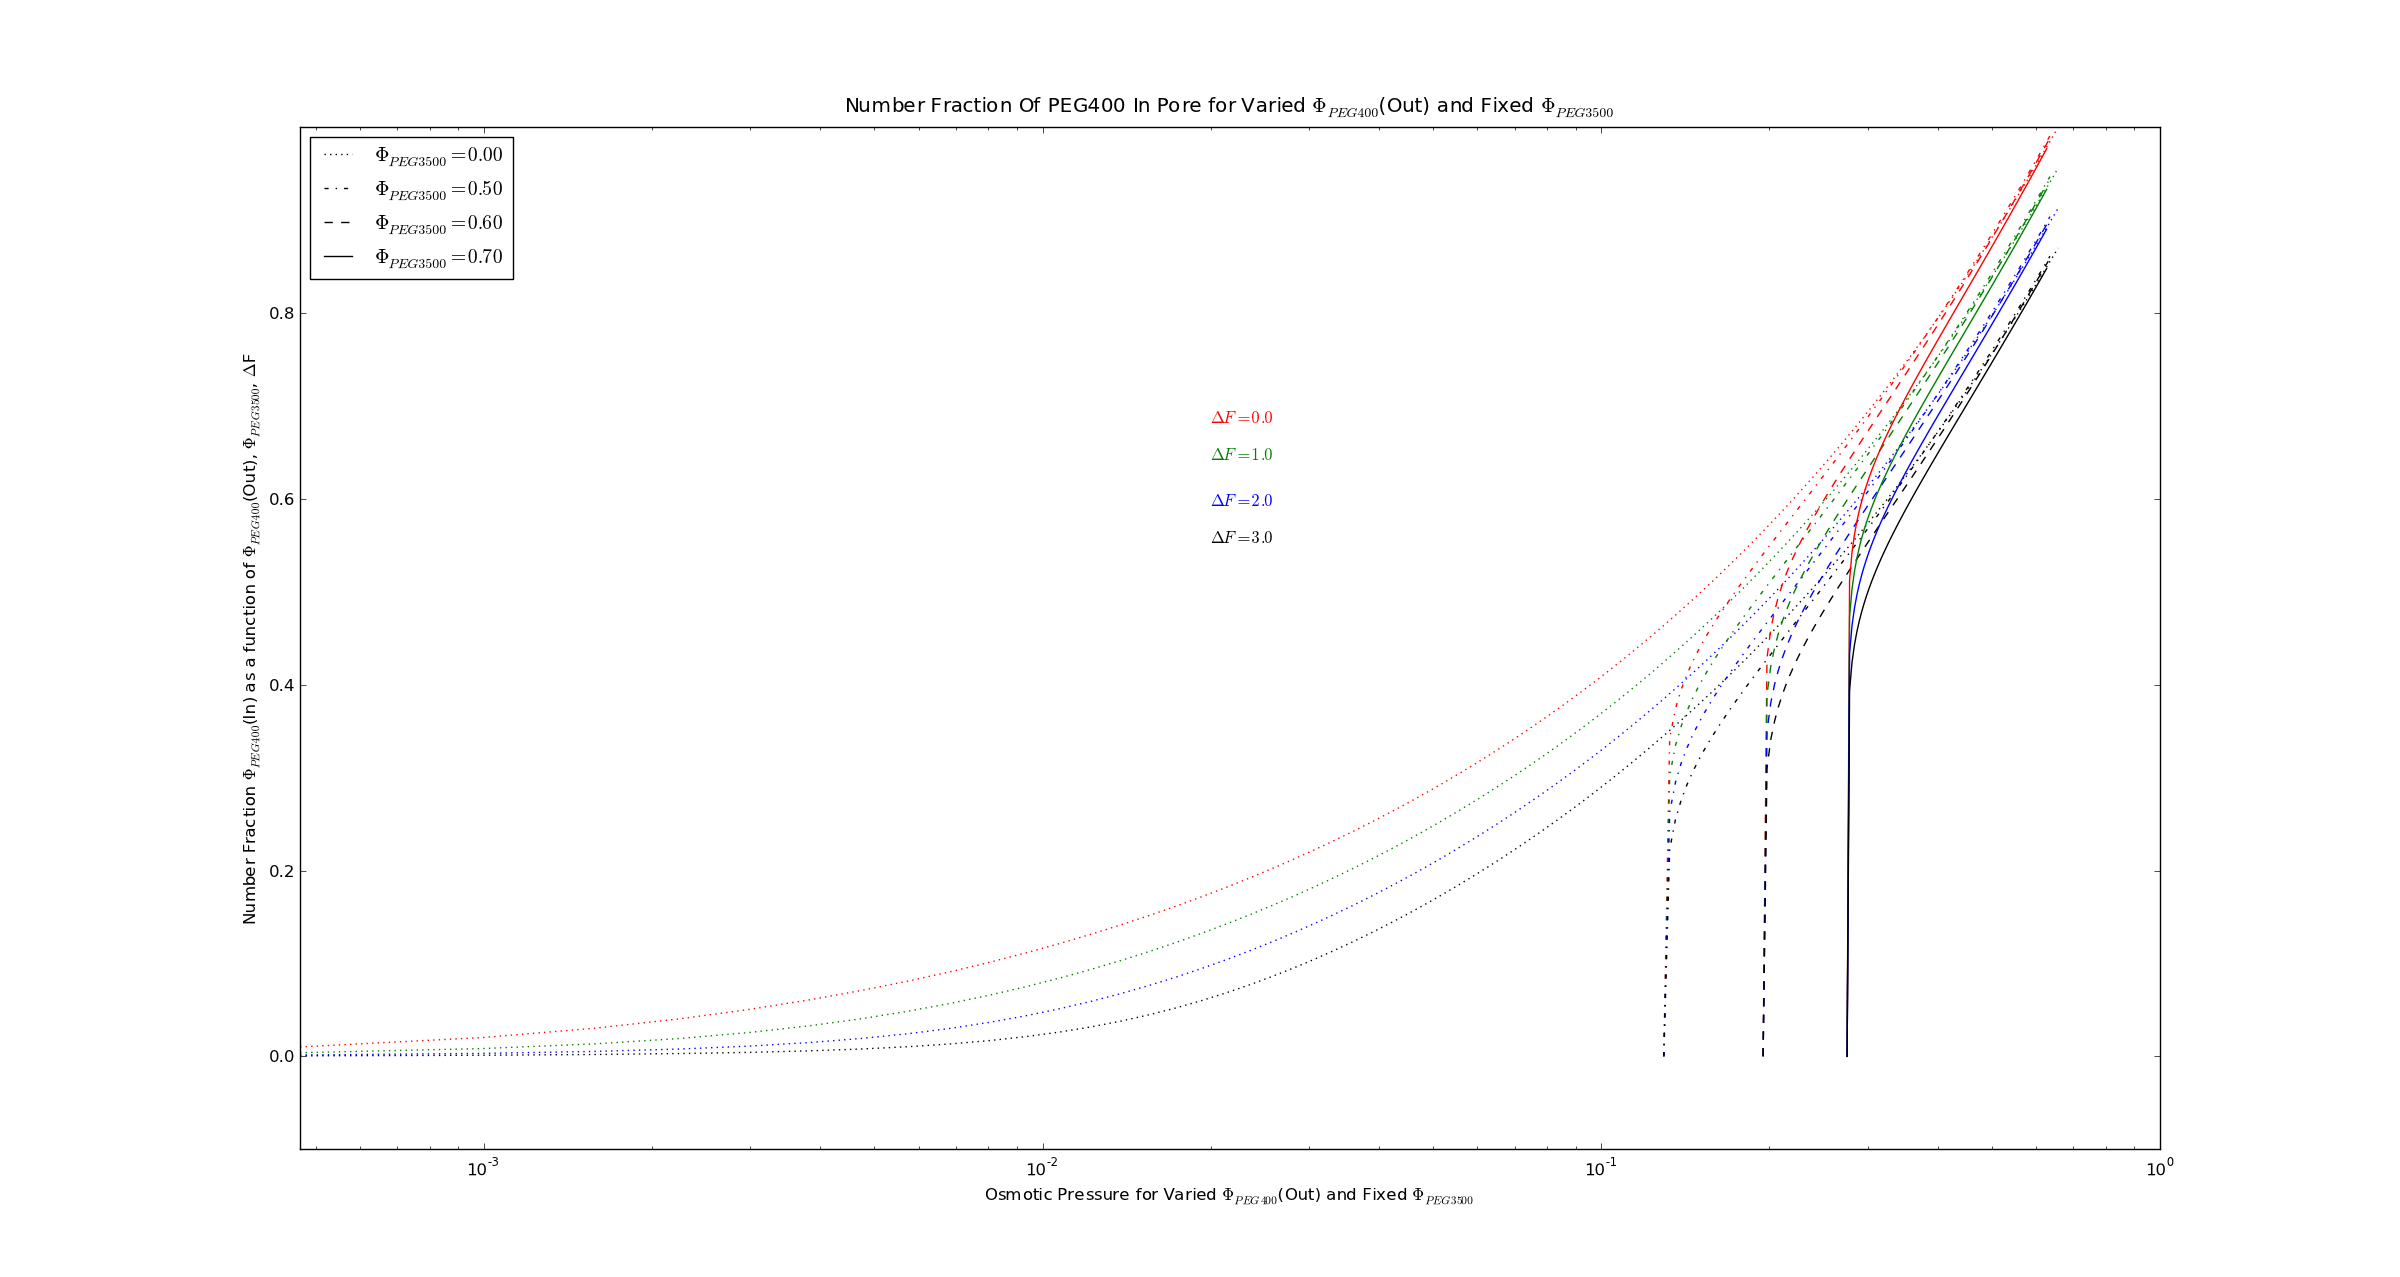 Number Fraction Of PEG400 In Pore for Varied Φ_PEG400(Out) and Fixed Φ_PEG3500
Φ_PEG3500 = 0.00
Φ_PEG3500 = 0.50
Φ_PEG3500 = 0.60
Φ_PEG3500 = 0.70
Number Fraction Φ_PEG400(In) as a function of Φ_PEG400(Out), Φ_PEG3500, ΔF
0.8
0.6
0.4
0.2
0.0
ΔF = 0.0
ΔF = 1.0
ΔF = 2.0
ΔF = 3.0
10^-3 10^-2 10^-1 10^0
Osmotic Pressure for Varied Φ_PEG400(Out) and Fixed Φ_PEG3500